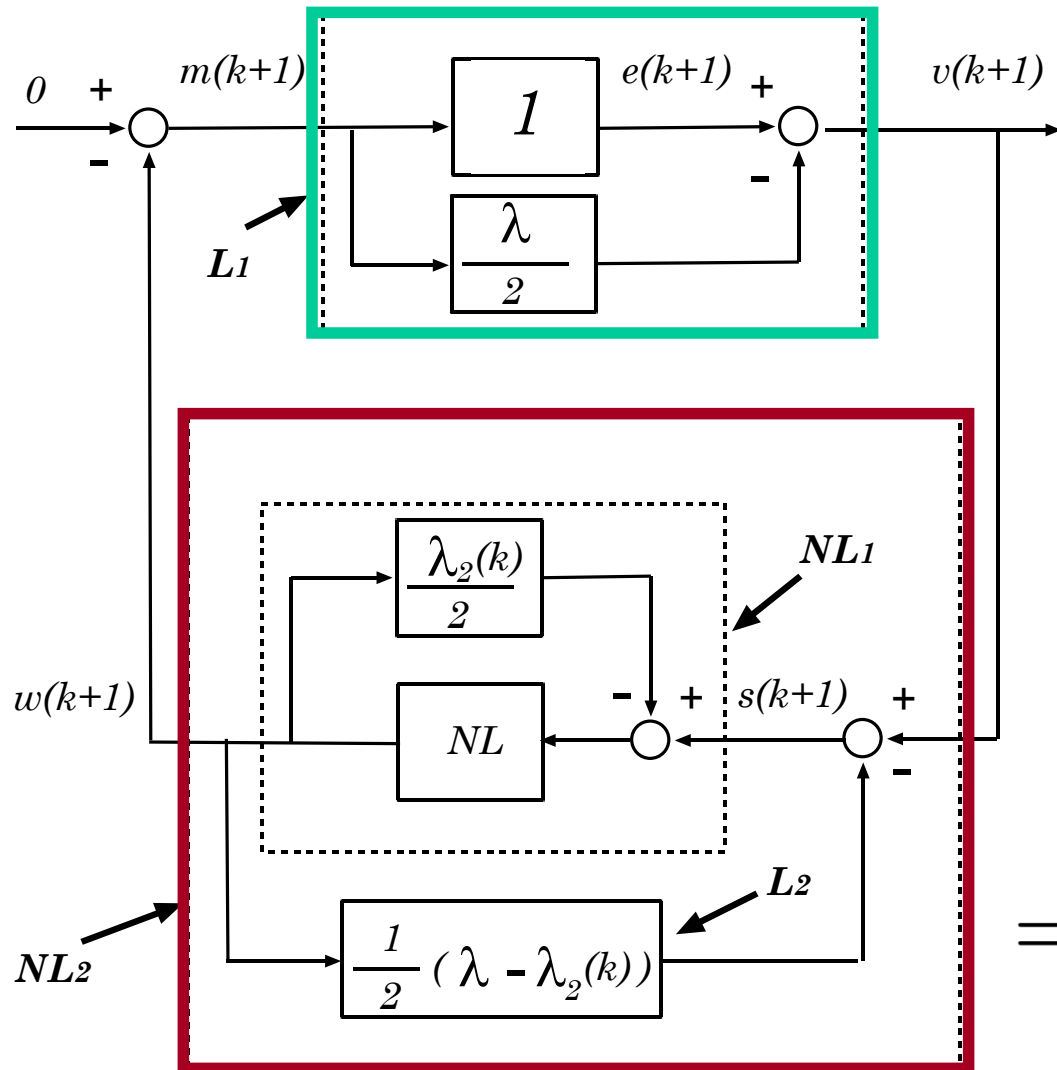 0 + m(k+1) e(k+1) + v(k+1)
1
- -
L1
λ
2
λ2(k)
2
NL1
w(k+1)
NL
- + s(k+1) +
-
L2
NL2
1
2
( λ - λ2(k))
=